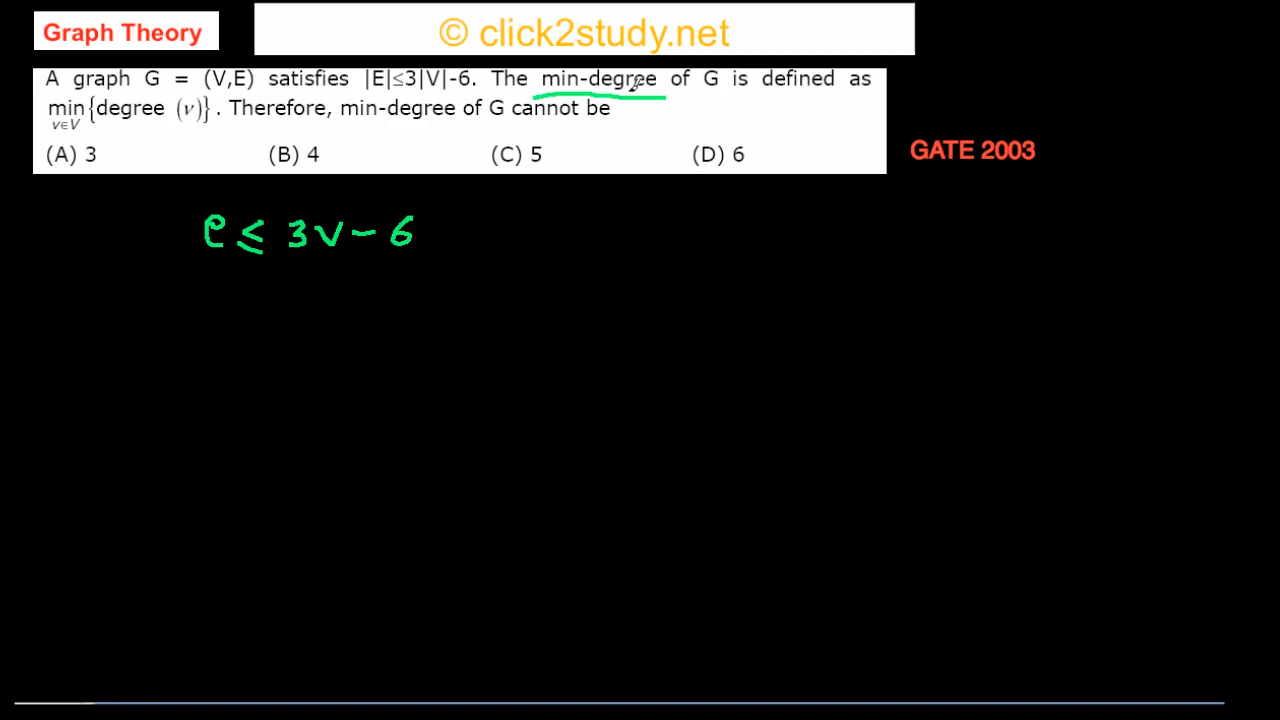 Graph Theory
© click2study.net
A graph G = (V,E) satisfies |E|≤3|V|-6. The min-degree of G is defined as
min{degree (v)}. Therefore, min-degree of G cannot be
v∈V
(A) 3 (B) 4 (C) 5 (D) 6
GATE 2003
e ≤ 3v - 6